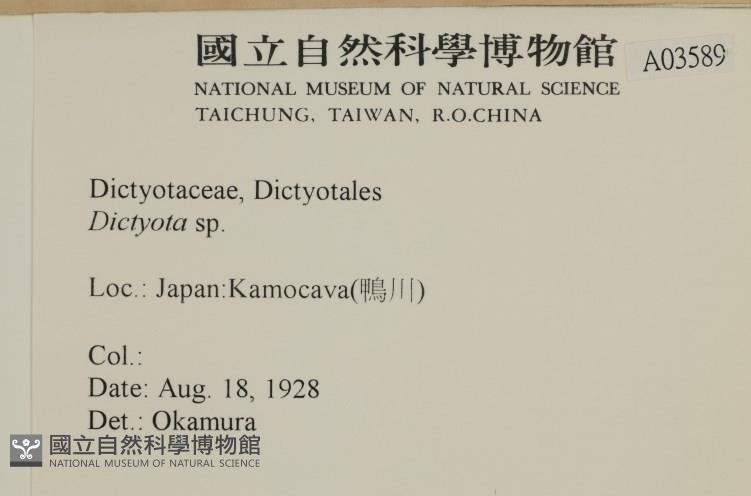 國立自然科學博物館
A03589
NATIONAL MUSEUM OF NATURAL SCIENCE
TAICHUNG, TAIWAN, R.O.CHINA
Dictyotaceae, Dictyotales
Dictyota sp.
Loc.: Japan:Kamocava(鴨川)
Col.:
Date: Aug. 18, 1928
Det.: Okamura
國立自然科學博物館
NATIONAL MUSEUM OF NATURAL SCIENCE